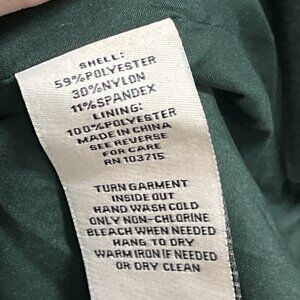 SHELL:
59%POLYESTER
30%NYLON
11%SPANDEX
LINING:
100%POLYESTER
MADE IN CHINA
SEE REVERSE
FOR CARE
RN 103715
TURN GARMENT
INSIDE OUT
HAND WASH COLD
ONLY NON-CHLORINE
BLEACH WHEN NEEDED
HANG TO DRY
WARM IRON IF NEEDED
OR DRY CLEAN